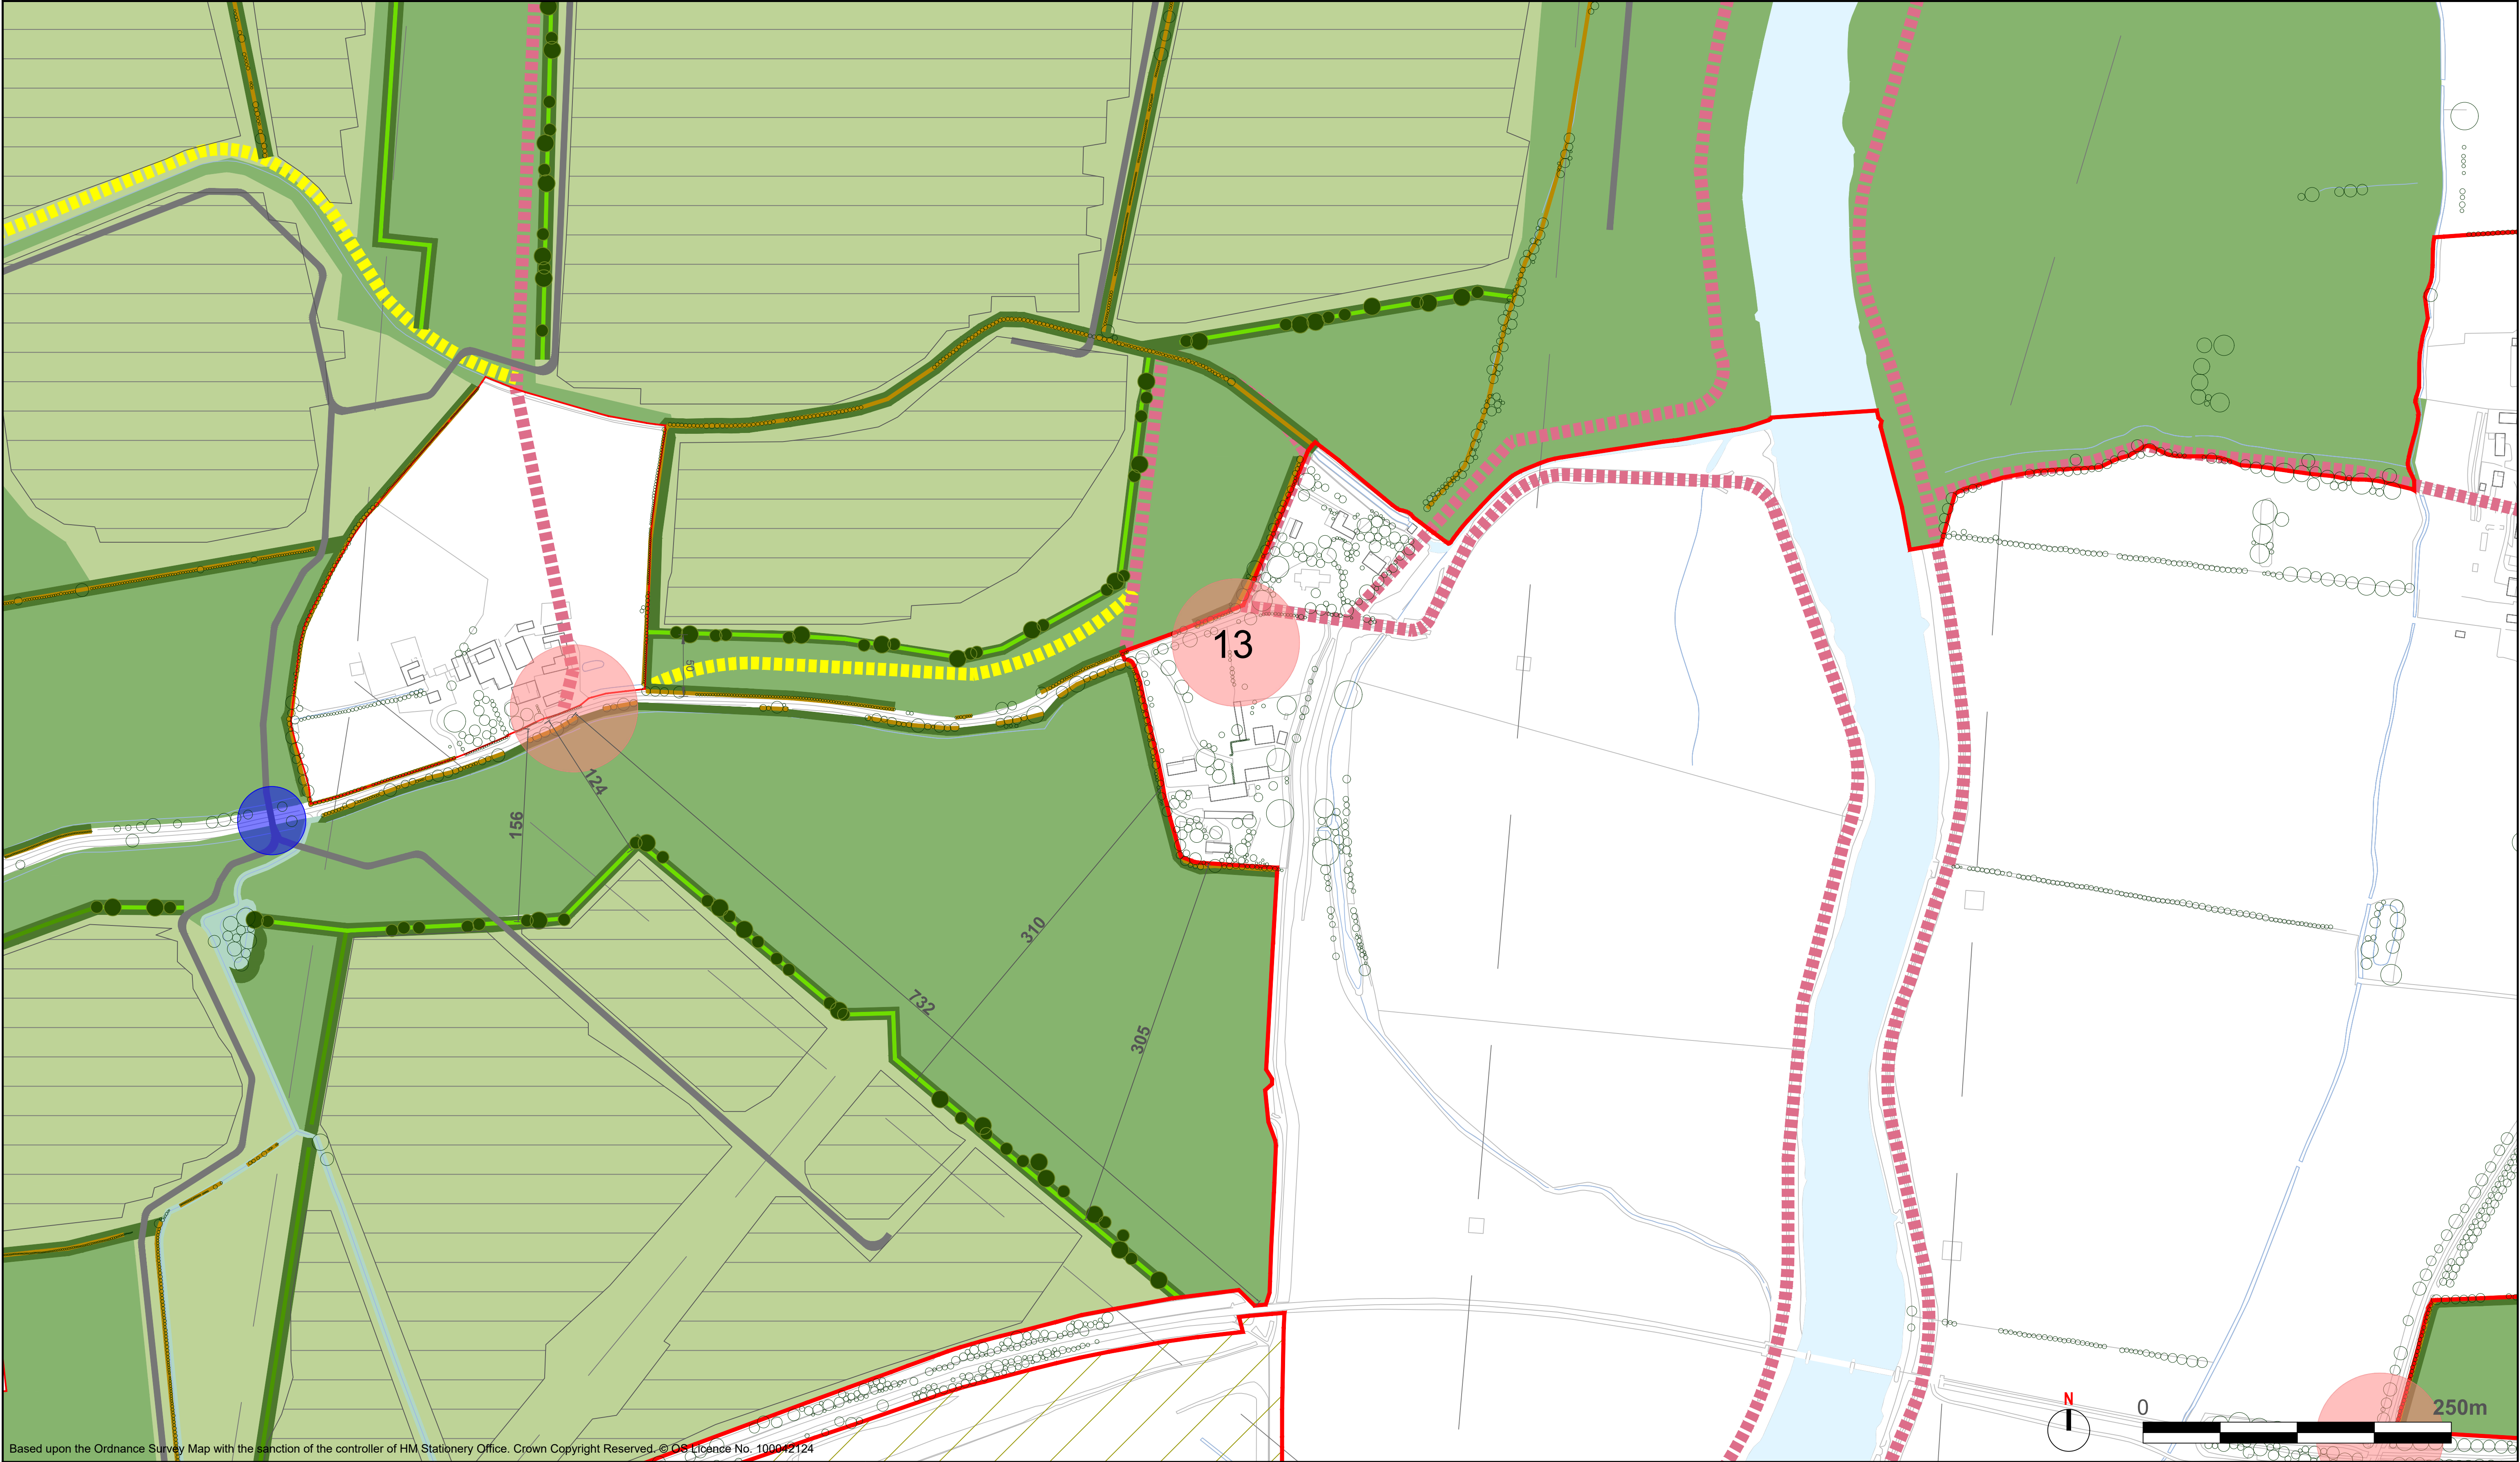 50
13
124
156
310
732
305
N
0 250m
Based upon the Ordnance Survey Map with the sanction of the controller of HM Stationery Office. Crown Copyright Reserved. © OS Licence No. 100042124